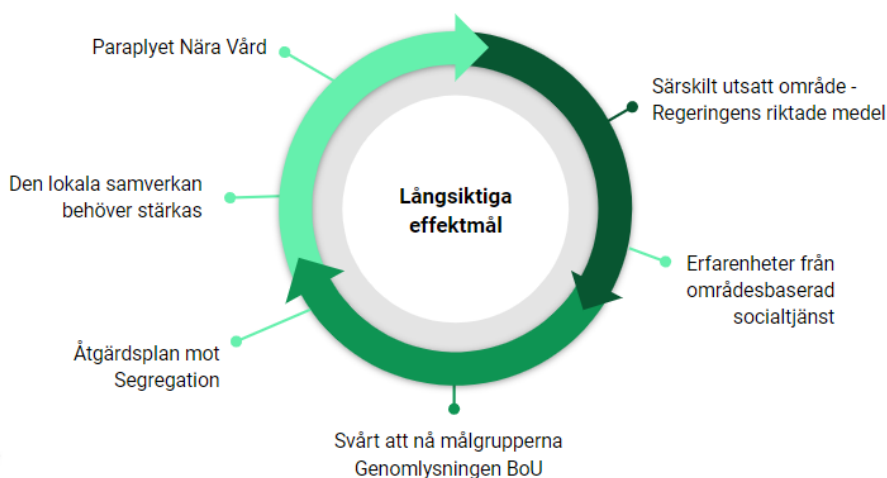 Paraplyet Nära Vård
Särskilt utsatt område -
Regeringens riktade medel
Den lokala samverkan
behöver stärkas
Långsiktiga
effektmål
Erfarenheter från
områdesbaserad
socialtjänst
Åtgärdsplan mot
Segregation
Svårt att nå målgrupperna
Genomlysningen BoU